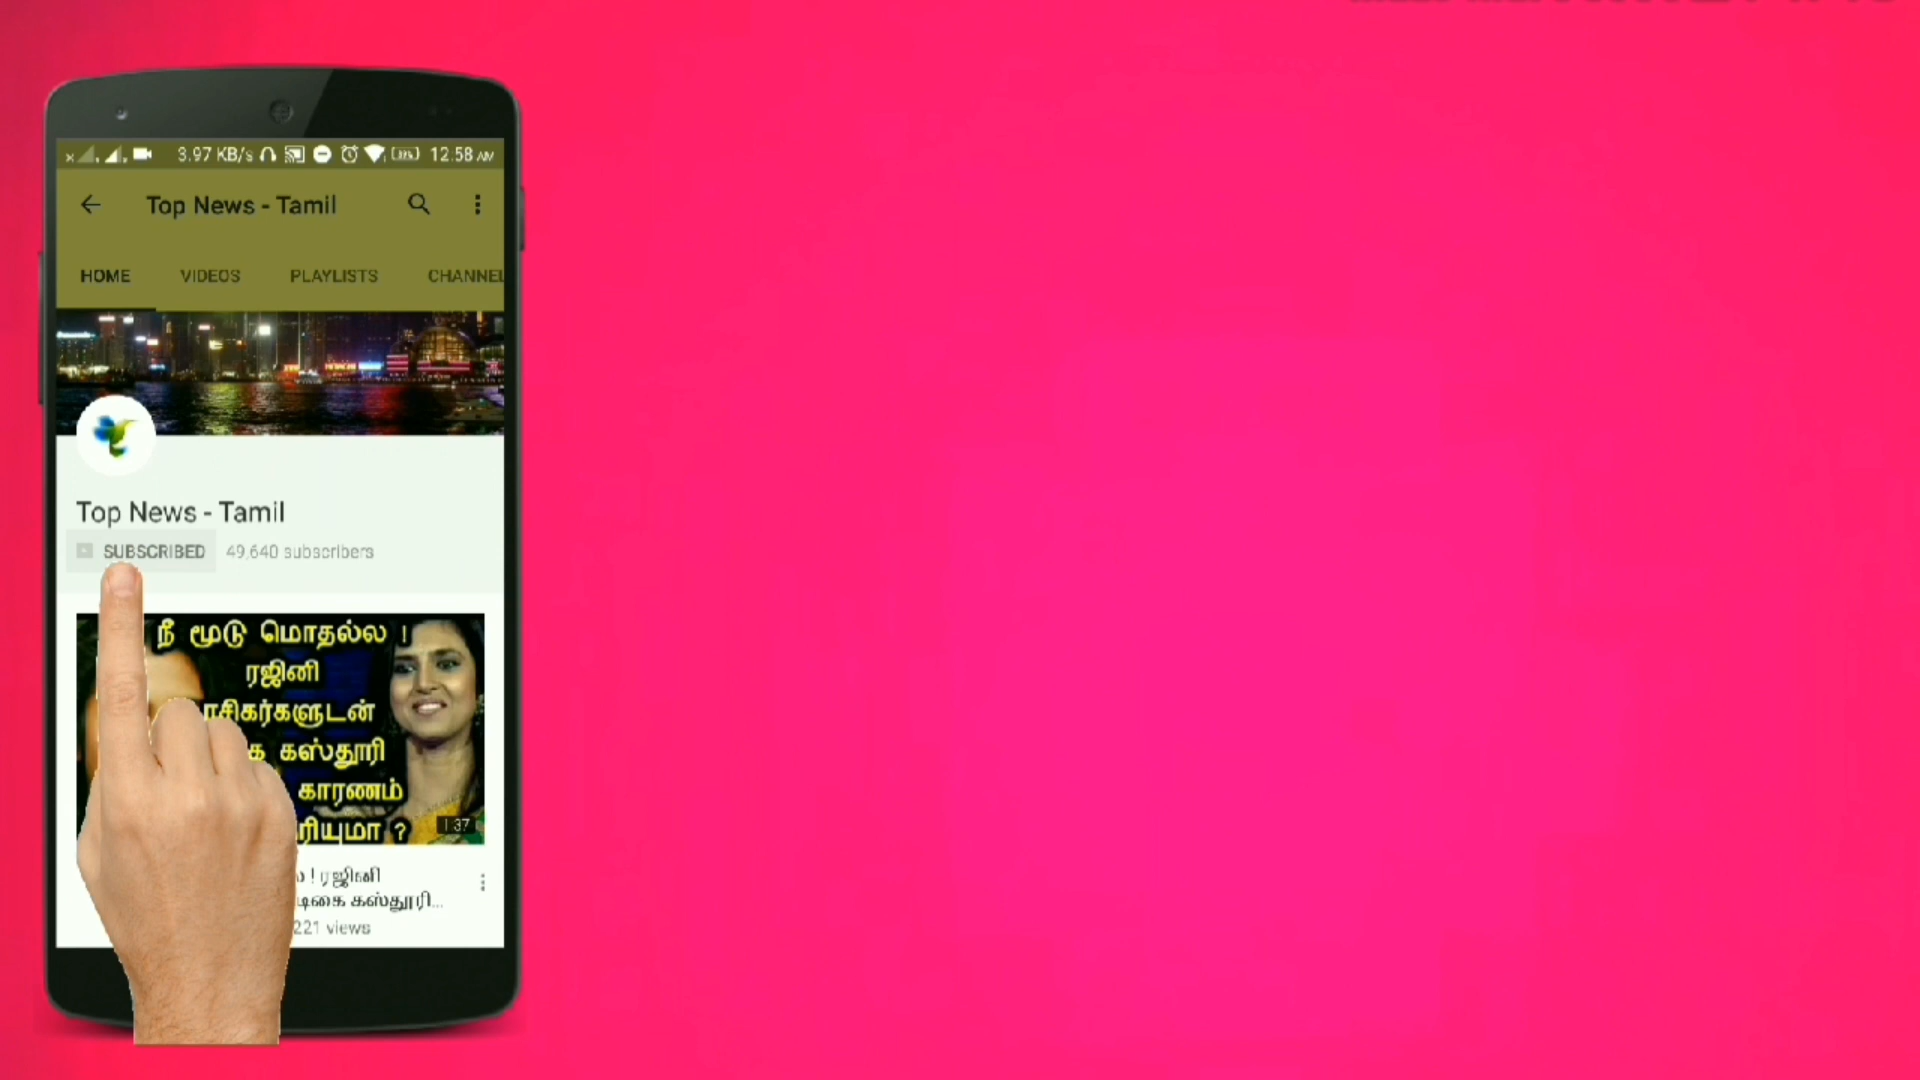 3.97 KB/s 12.58 AM
Top News - Tamil
HOME VIDEOS PLAYLISTS CHANNEL
Top News - Tamil
SUBSCRIBED 49,640 subscribers
நீ மூடு மொதல்ல !
ரஜினி
ரசிகர்களுடன்
கஸ்தூரி
காரணம்
ரியுமா ?
1:37
! ரஜினி
டிகை கஸ்தூரி...
221 views